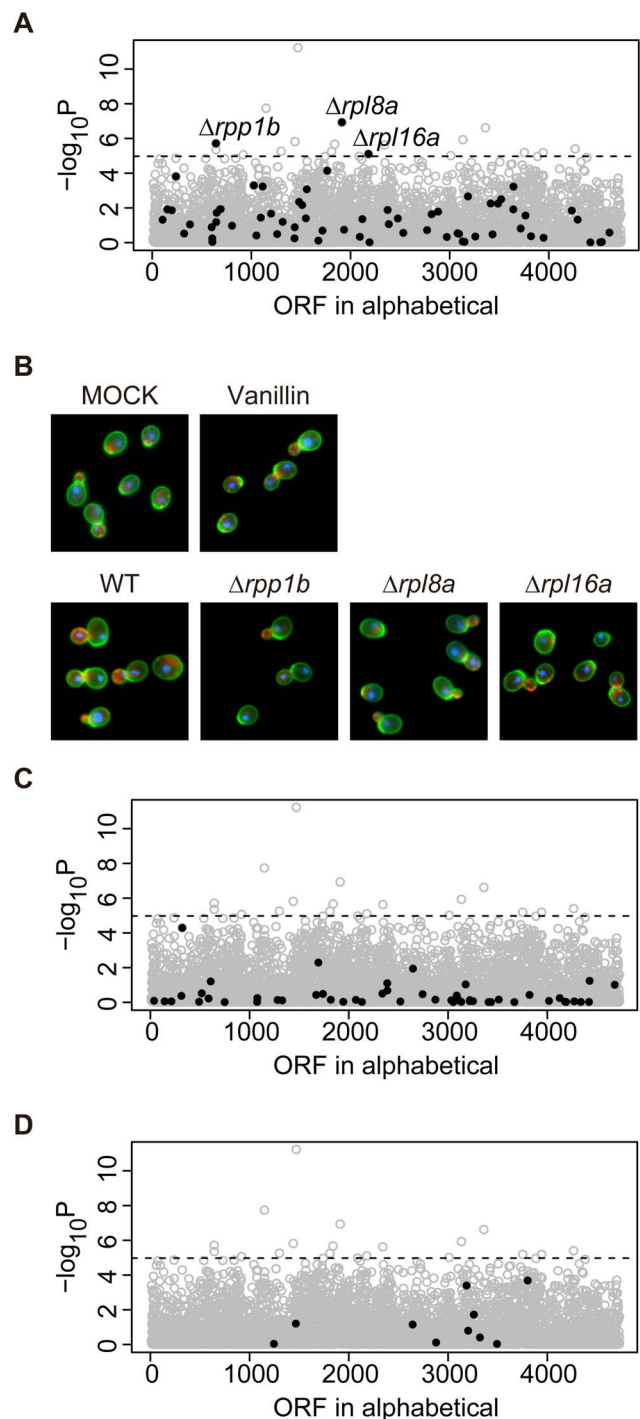 A
−log10P
10
8
6
4
2
0
Δrpp1b
Δrpl8a
Δrpl16a
0 1000 2000 3000 4000
ORF in alphabetical
B
MOCK Vanillin
WT Δrpp1b Δrpl8a Δrpl16a
C
−log10P
10
8
6
4
2
0
0 1000 2000 3000 4000
ORF in alphabetical
D
−log10P
10
8
6
4
2
0
0 1000 2000 3000 4000
ORF in alphabetical